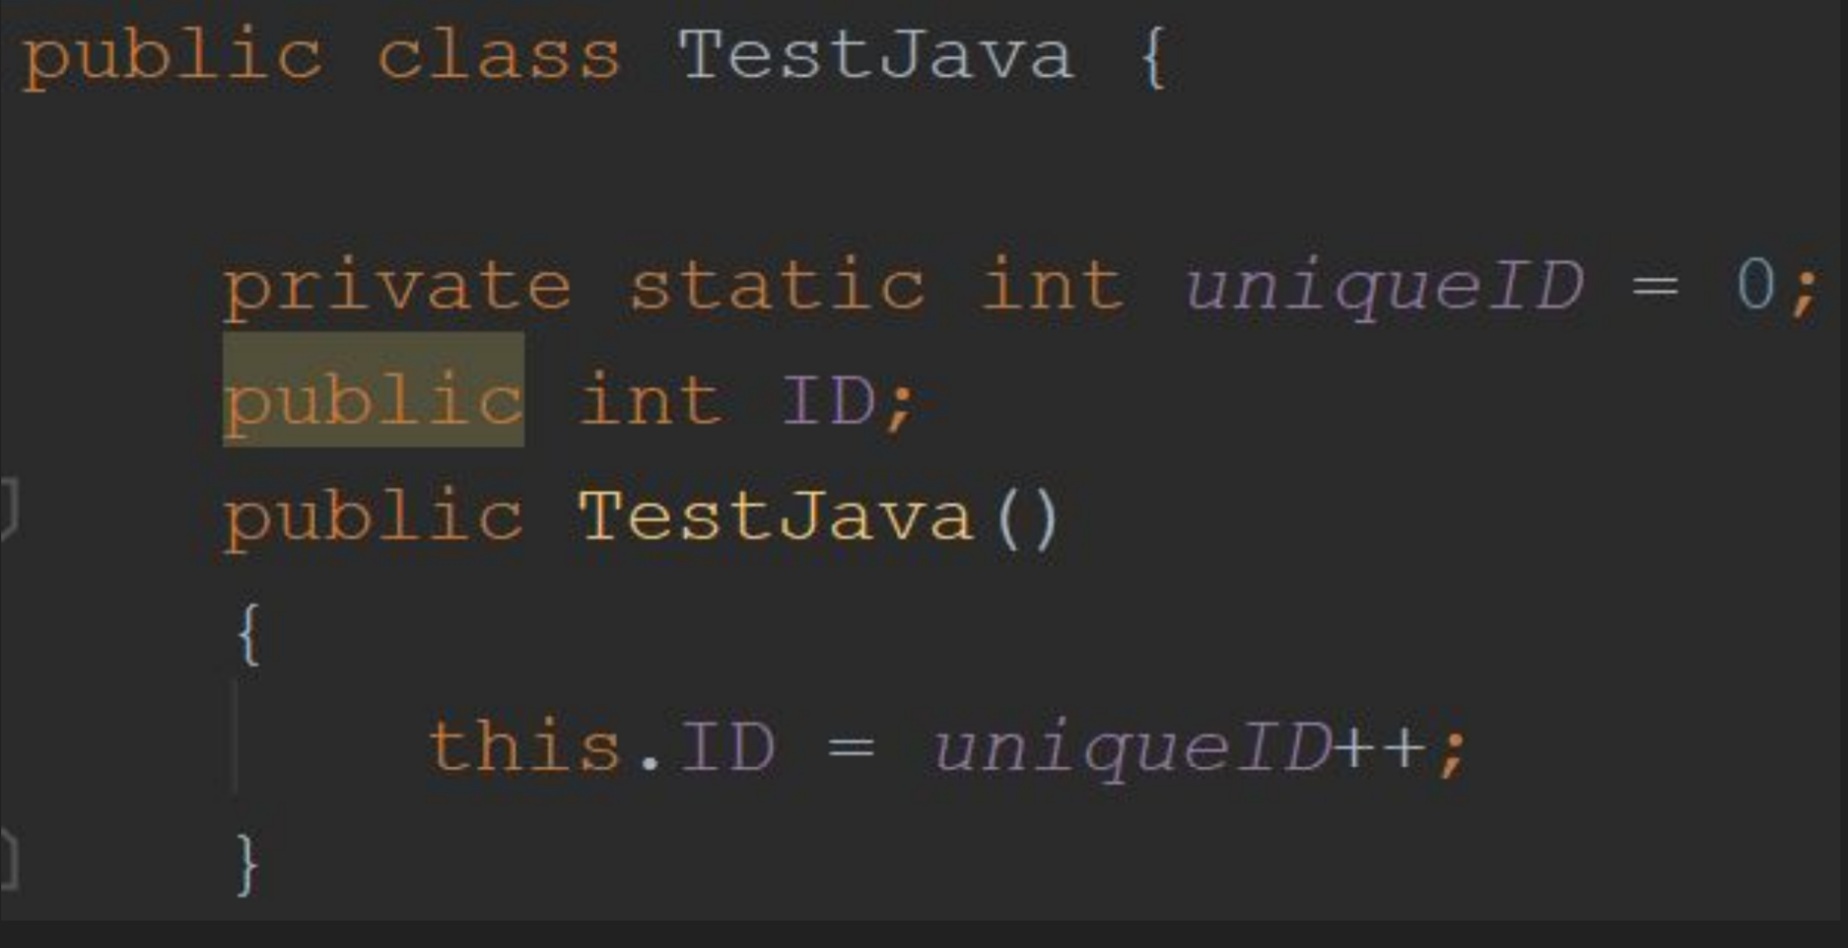 public class TestJava {
private static int uniqueID = 0;
public int ID;
public TestJava()
{
this.ID = uniqueID++;
}